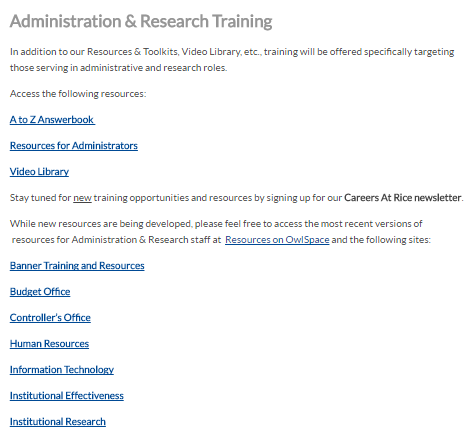 Administration & Research Training
In addition to our Resources & Toolkits, Video Library, etc., training will be offered specifically targeting
those serving in administrative and research roles.
Access the following resources:
A to Z Answerbook
Resources for Administrators
Video Library
Stay tuned for new training opportunities and resources by signing up for our Careers At Rice newsletter.
While new resources are being developed, please feel free to access the most recent versions of
resources for Administration & Research staff at Resources on OwlSpace and the following sites:
Banner Training and Resources
Budget Office
Controller's Office
Human Resources
Information Technology
Institutional Effectiveness
Institutional Research